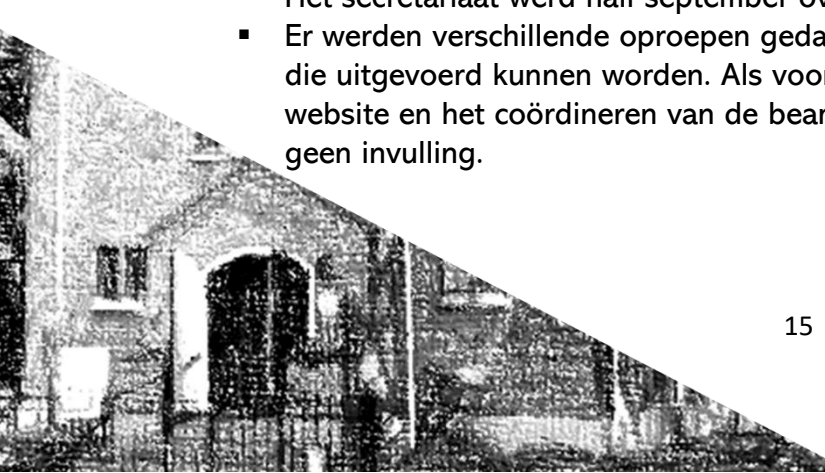 Het secretariaat werd half september
Er werden verschillende oproepen
die uitgevoerd kunnen worden. Als
website en het coördineren van de
geen invulling.
15